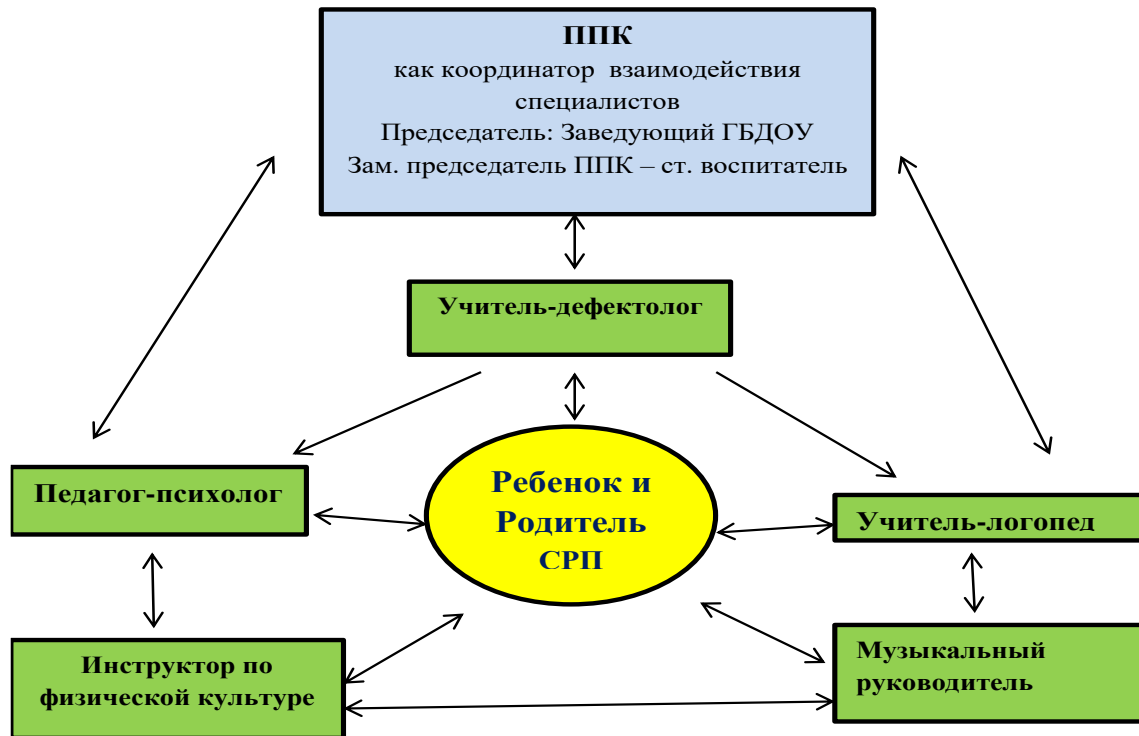 ППК
как координатор взаимодействия
специалистов
Председатель: Заведующий ГБДОУ
Зам. председатель ППК – ст. воспитатель
Учитель-дефектолог
Педагог-психолог
Ребенок и
Родитель
СРП
Учитель-логопед
Инструктор по
физической культуре
Музыкальный
руководитель